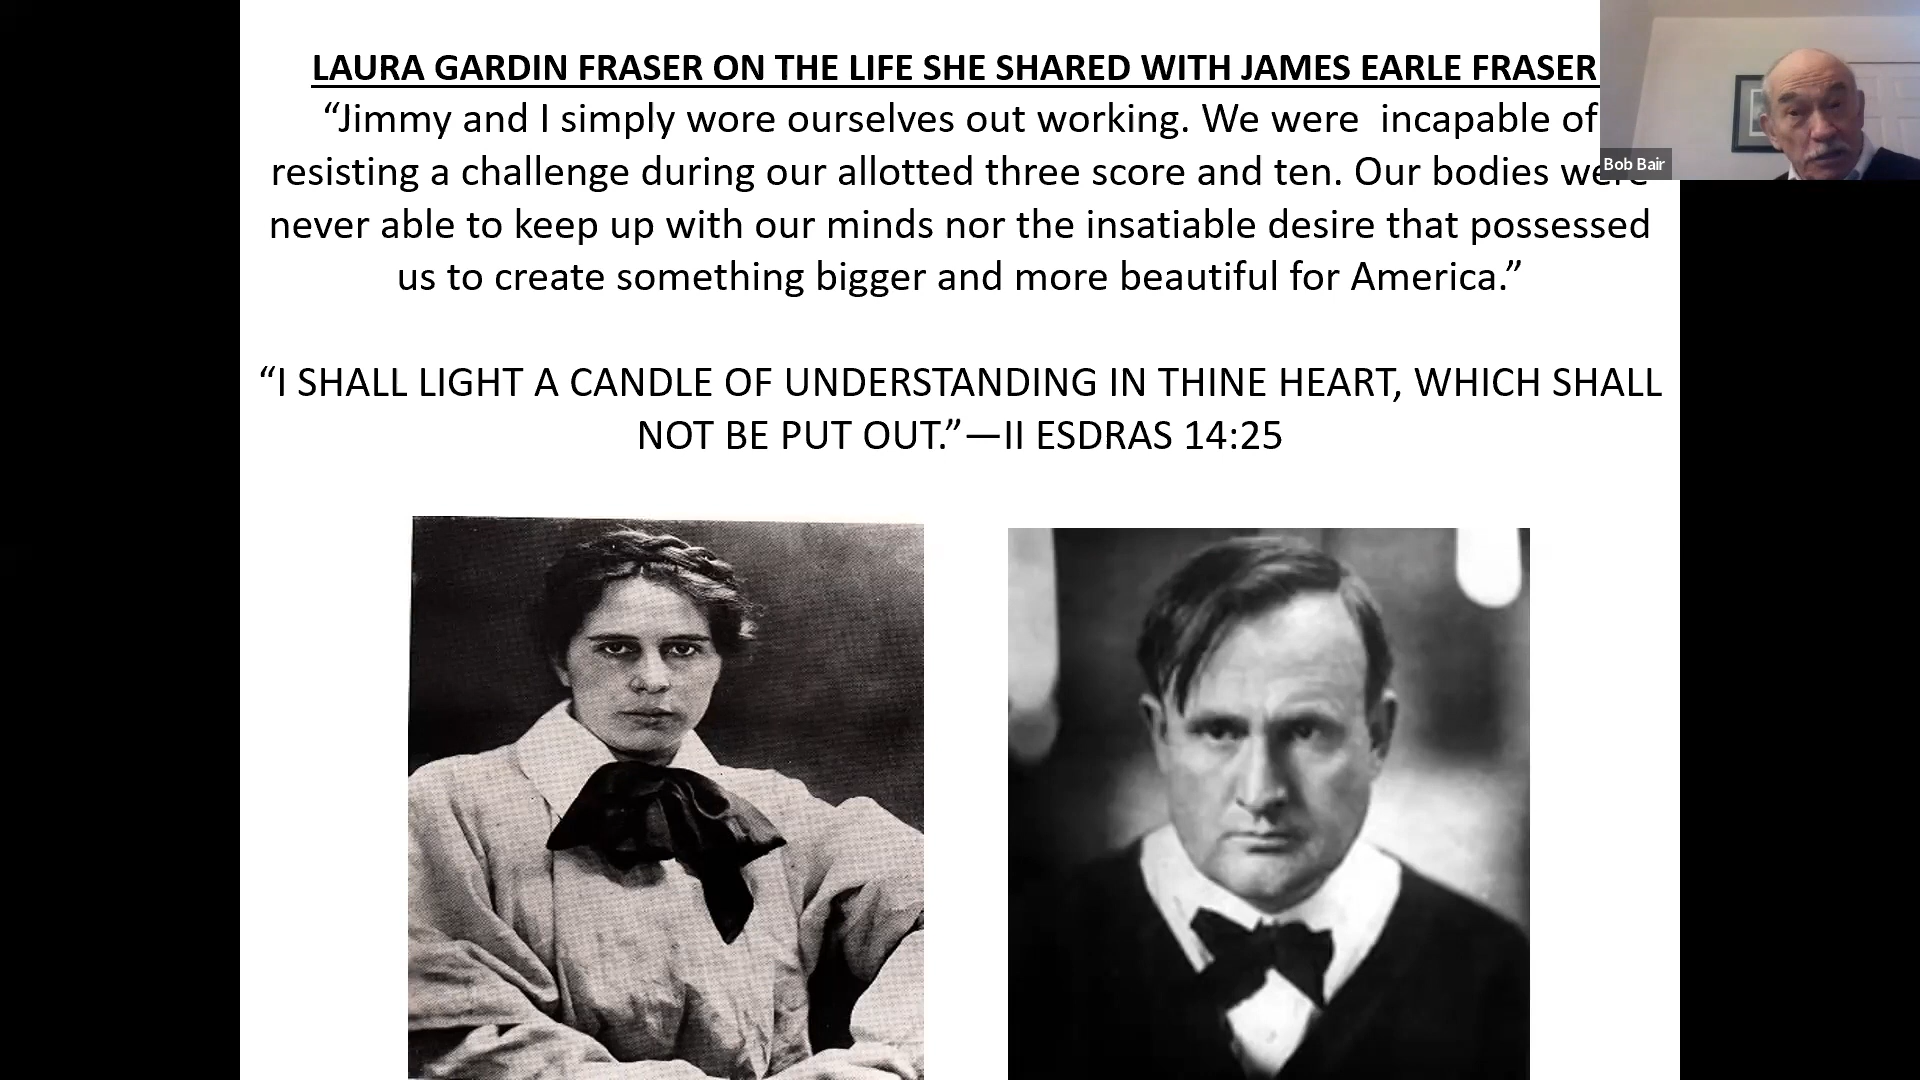 LAURA GARDIN FRASER ON THE LIFE SHE SHARED WITH JAMES EARLE FRASER
“Jimmy and I simply wore ourselves out working. We were  incapable of
resisting a challenge during our allotted three score and ten. Our bodies were
never able to keep up with our minds nor the insatiable desire that possessed
us to create something bigger and more beautiful for America.”
“I SHALL LIGHT A CANDLE OF UNDERSTANDING IN THINE HEART, WHICH SHALL
NOT BE PUT OUT.”—II ESDRAS 14:25
Bob Bair